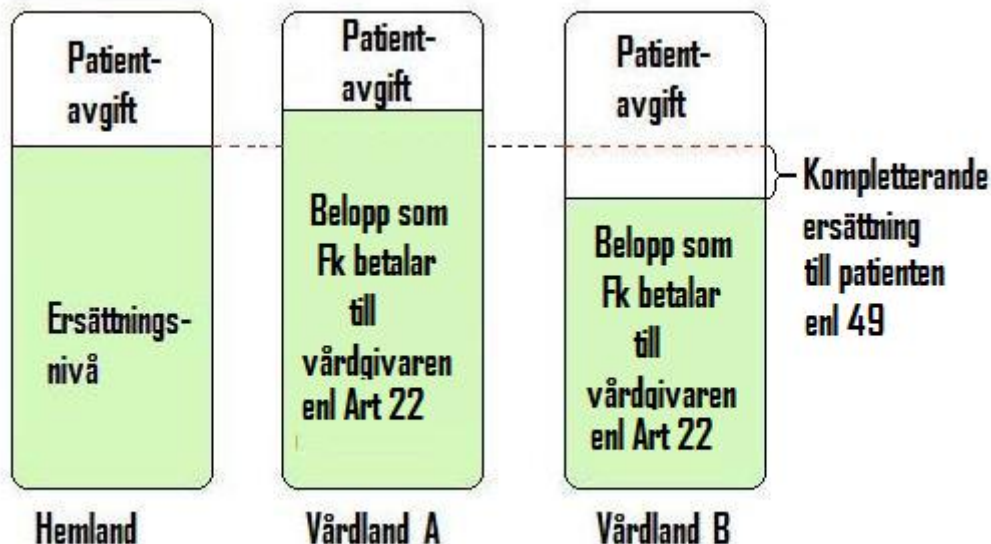 Patient-
avgift
Ersättnings-
nivå
Hemland
Patient-
avgift
Belopp som
Fk betalar
till
vårdgivaren
enl Art 22
Vårdland A
Patient-
avgift
Belopp som
Fk betalar
till
vårdgivaren
enl Art 22
Vårdland B
Kompletterande
ersättning
till patienten
enl 49